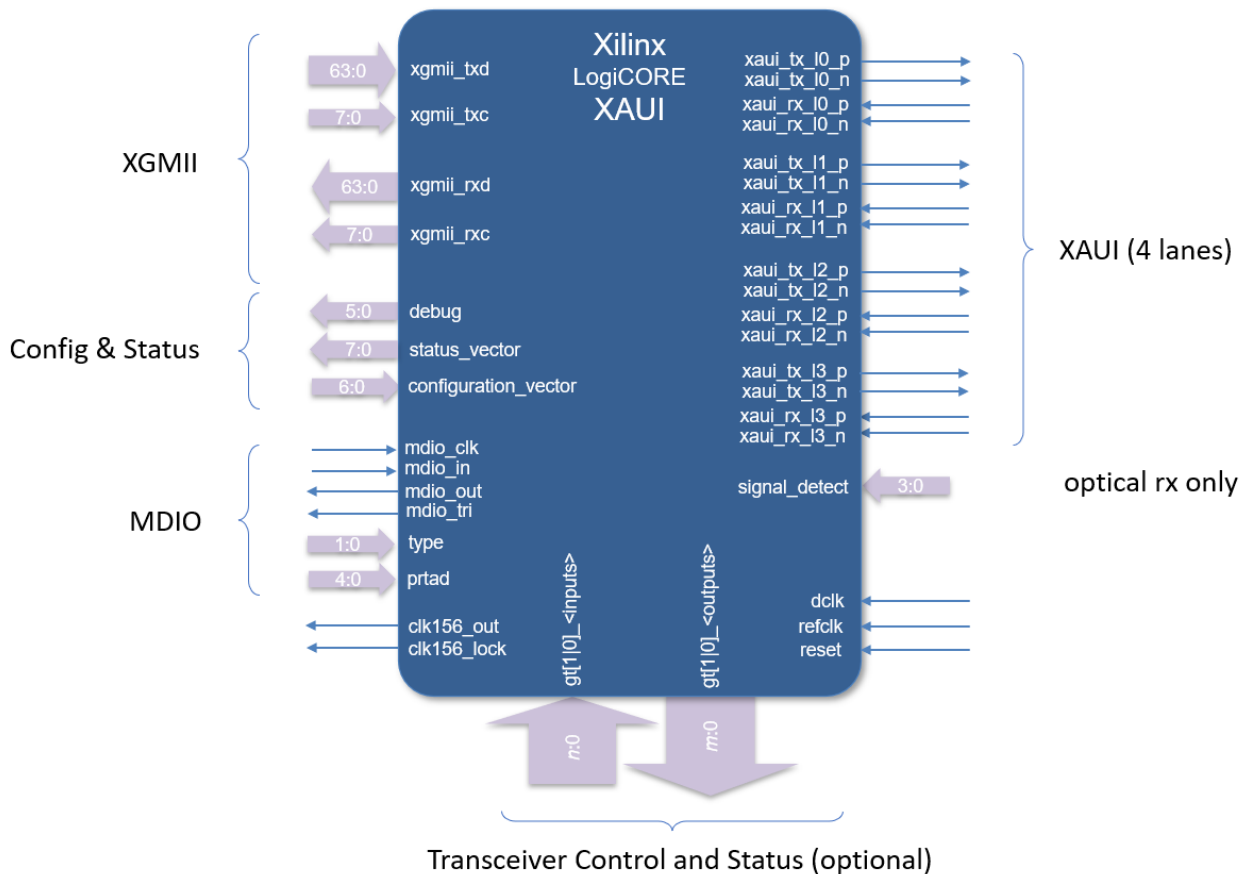 Xilinx
LogiCORE
XAUI
XGMII
63:0
xgmii_txd
7:0
xgmii_txc
63:0
xgmii_rxd
7:0
xgmii_rxc
Config & Status
5:0
debug
7:0
status_vector
6:0
configuration_vector
MDIO
mdio_clk
mdio_in
mdio_out
mdio_tri
1:0
type
4:0
prtad
clk156_out
clk156_lock
xaui_tx_l0_p
xaui_tx_l0_n
xaui_rx_l0_p
xaui_rx_l0_n
xaui_tx_l1_p
xaui_tx_l1_n
xaui_rx_l1_p
xaui_rx_l1_n
xaui_tx_l2_p
xaui_tx_l2_n
xaui_rx_l2_p
xaui_rx_l2_n
xaui_tx_l3_p
xaui_tx_l3_n
xaui_rx_l3_p
xaui_rx_l3_n
XAUI (4 lanes)
signal_detect
3:0
optical rx only
dclk
refclk
reset
gt[1|0]_<inputs>
gt[1|0]_<outputs>
n:0
m:0
Transceiver Control and Status (optional)